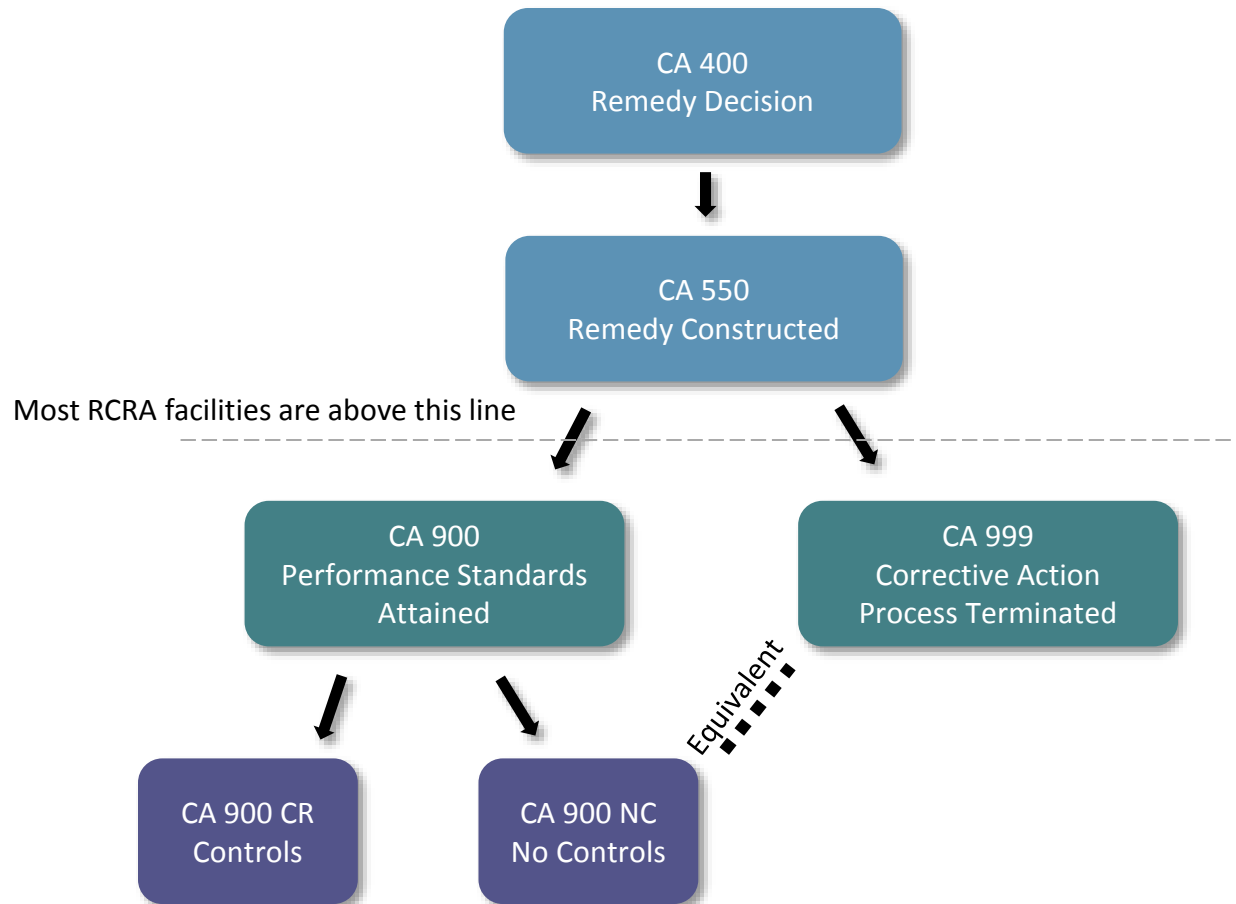 CA 400
Remedy Decision
CA 550
Remedy Constructed
Most RCRA facilities are above this line
CA 900
Performance Standards
Attained
CA 999
Corrective Action
Process Terminated
Equivalent
CA 900 CR
Controls
CA 900 NC
No Controls